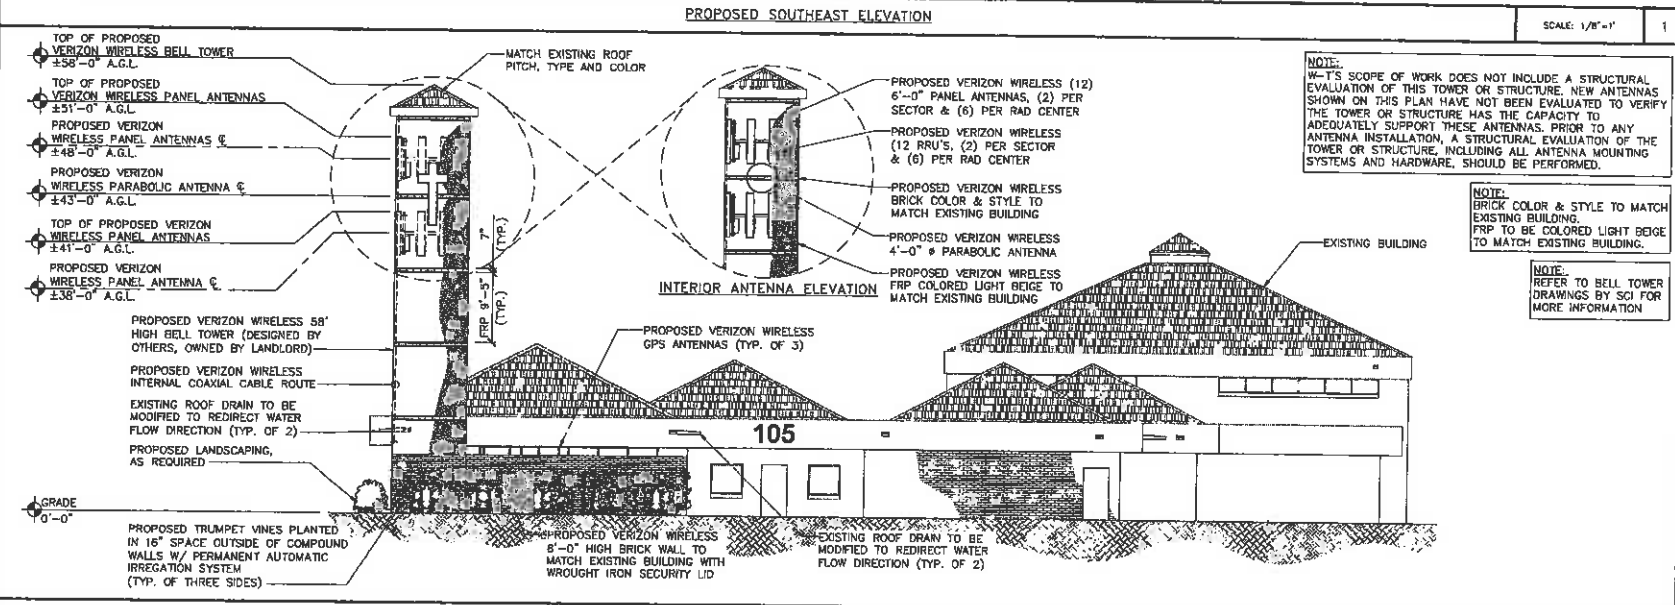 PROPOSED SOUTHEAST ELEVATION
SCALE: 1/8"=1'
1
TOP OF PROPOSED
VERIZON WIRELESS BELL TOWER
±58'-0" A.G.L.
TOP OF PROPOSED
VERIZON WIRELESS PANEL ANTENNAS
±51'-0" A.G.L.
PROPOSED VERIZON
WIRELESS PANEL ANTENNAS ℄
±48'-0" A.G.L.
PROPOSED VERIZON
WIRELESS PARABOLIC ANTENNA ℄
±43'-0" A.G.L.
TOP OF PROPOSED VERIZON
WIRELESS PANEL ANTENNAS
±41'-0" A.G.L.
PROPOSED VERIZON
WIRELESS PANEL ANTENNA ℄
±38'-0" A.G.L.
PROPOSED VERIZON WIRELESS 58'
HIGH BELL TOWER (DESIGNED BY
OTHERS, OWNED BY LANDLORD)
PROPOSED VERIZON WIRELESS
INTERNAL COAXIAL CABLE ROUTE
EXISTING ROOF DRAIN TO BE
MODIFIED TO REDIRECT WATER
FLOW DIRECTION (TYP. OF 2)
PROPOSED LANDSCAPING,
AS REQUIRED
GRADE
0'-0"
PROPOSED TRUMPET VINES PLANTED
IN 16" SPACE OUTSIDE OF COMPOUND
WALLS W/ PERMANENT AUTOMATIC
IRREGATION SYSTEM
(TYP. OF THREE SIDES)
MATCH EXISTING ROOF
PITCH, TYPE AND COLOR
7"
(TYP.)
FRP 9'-5"
(TYP.)
INTERIOR ANTENNA ELEVATION
PROPOSED VERIZON WIRELESS (12)
6'-0" PANEL ANTENNAS, (2) PER
SECTOR & (6) PER RAD CENTER
PROPOSED VERIZON WIRELESS
(12 RRU'S, (2) PER SECTOR
& (6) PER RAD CENTER
PROPOSED VERIZON WIRELESS
BRICK COLOR & STYLE TO
MATCH EXISTING BUILDING
PROPOSED VERIZON WIRELESS
4'-0" ø PARABOLIC ANTENNA
PROPOSED VERIZON WIRELESS
FRP COLORED LIGHT BEIGE TO
MATCH EXISTING BUILDING
PROPOSED VERIZON WIRELESS
GPS ANTENNAS (TYP. OF 3)
105
PROPOSED VERIZON WIRELESS
8'-0" HIGH BRICK WALL TO
MATCH EXISTING BUILDING WITH
WROUGHT IRON SECURITY LID
EXISTING ROOF DRAIN TO BE
MODIFIED TO REDIRECT WATER
FLOW DIRECTION (TYP. OF 2)
EXISTING BUILDING
NOTE:
W-T'S SCOPE OF WORK DOES NOT INCLUDE A STRUCTURAL
EVALUATION OF THIS TOWER OR STRUCTURE. NEW ANTENNAS
SHOWN ON THIS PLAN HAVE NOT BEEN EVALUATED TO VERIFY
THE TOWER OR STRUCTURE HAS THE CAPACITY TO
ADEQUATELY SUPPORT THESE ANTENNAS. PRIOR TO ANY
ANTENNA INSTALLATION, A STRUCTURAL EVALUATION OF THE
TOWER OR STRUCTURE, INCLUDING ALL ANTENNA MOUNTING
SYSTEMS AND HARDWARE, SHOULD BE PERFORMED.
NOTE:
BRICK COLOR & STYLE TO MATCH
EXISTING BUILDING.
FRP TO BE COLORED LIGHT BEIGE
TO MATCH EXISTING BUILDING.
NOTE:
REFER TO BELL TOWER
DRAWINGS BY SCI FOR
MORE INFORMATION